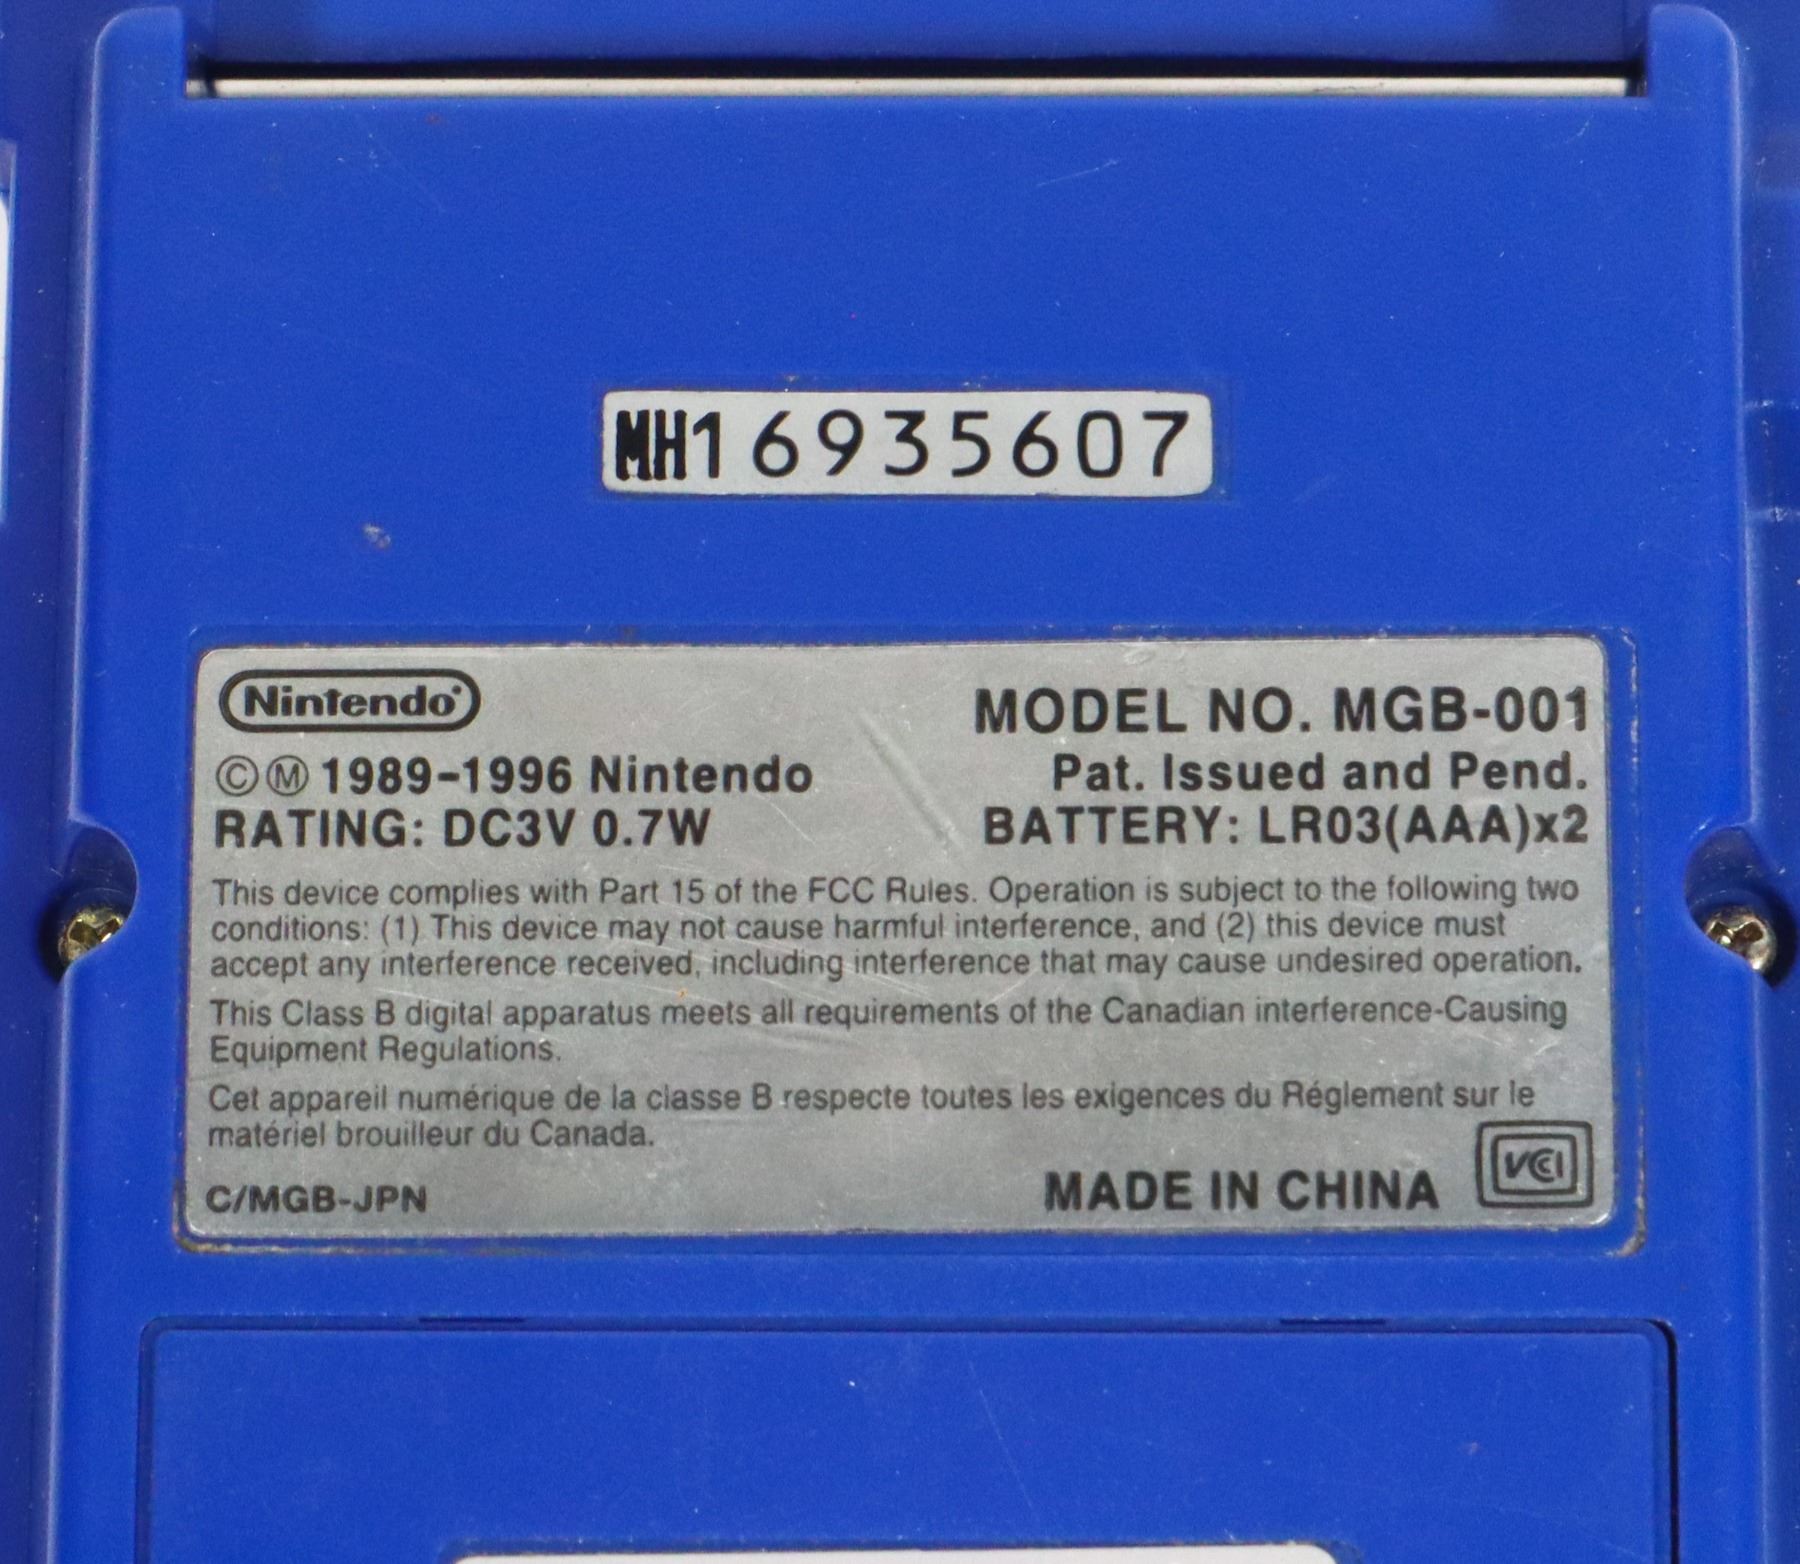 MH16935607
Nintendo®
MODEL NO. MGB-001
©Ⓜ 1989-1996 Nintendo
Pat. Issued and Pend.
RATING: DC3V 0.7W
BATTERY: LR03(AAA)x2
This device complies with Part 15 of the FCC Rules. Operation is subject to the following two
conditions: (1) This device may not cause harmful interference, and (2) this device must
accept any interference received, including interference that may cause undesired operation.
This Class B digital apparatus meets all requirements of the Canadian interference-Causing
Equipment Regulations.
Cet appareil numérique de la classe B respecte toutes les exigences du Réglement sur le
matériel brouilleur du Canada.
C/MGB-JPN
MADE IN CHINA
VCCI